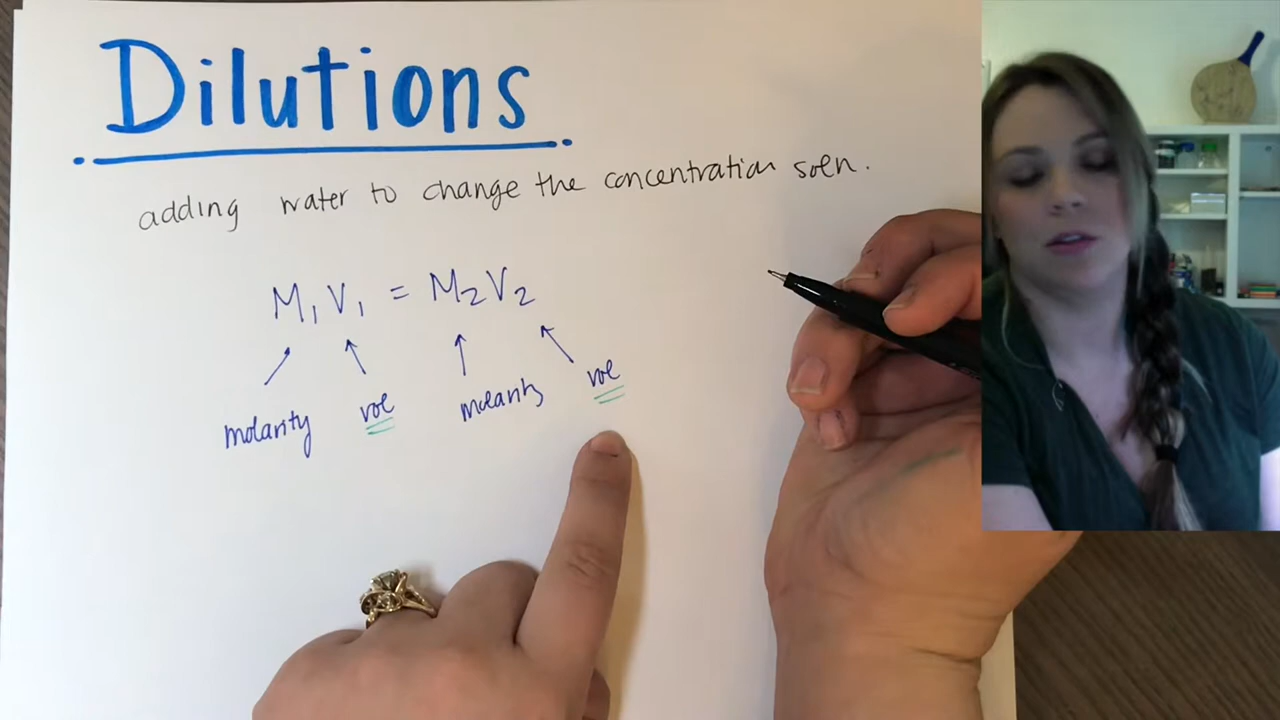 Dilutions
adding water to change the concentration soln.
M₁V₁ = M₂V₂
molarity vol molarity vol